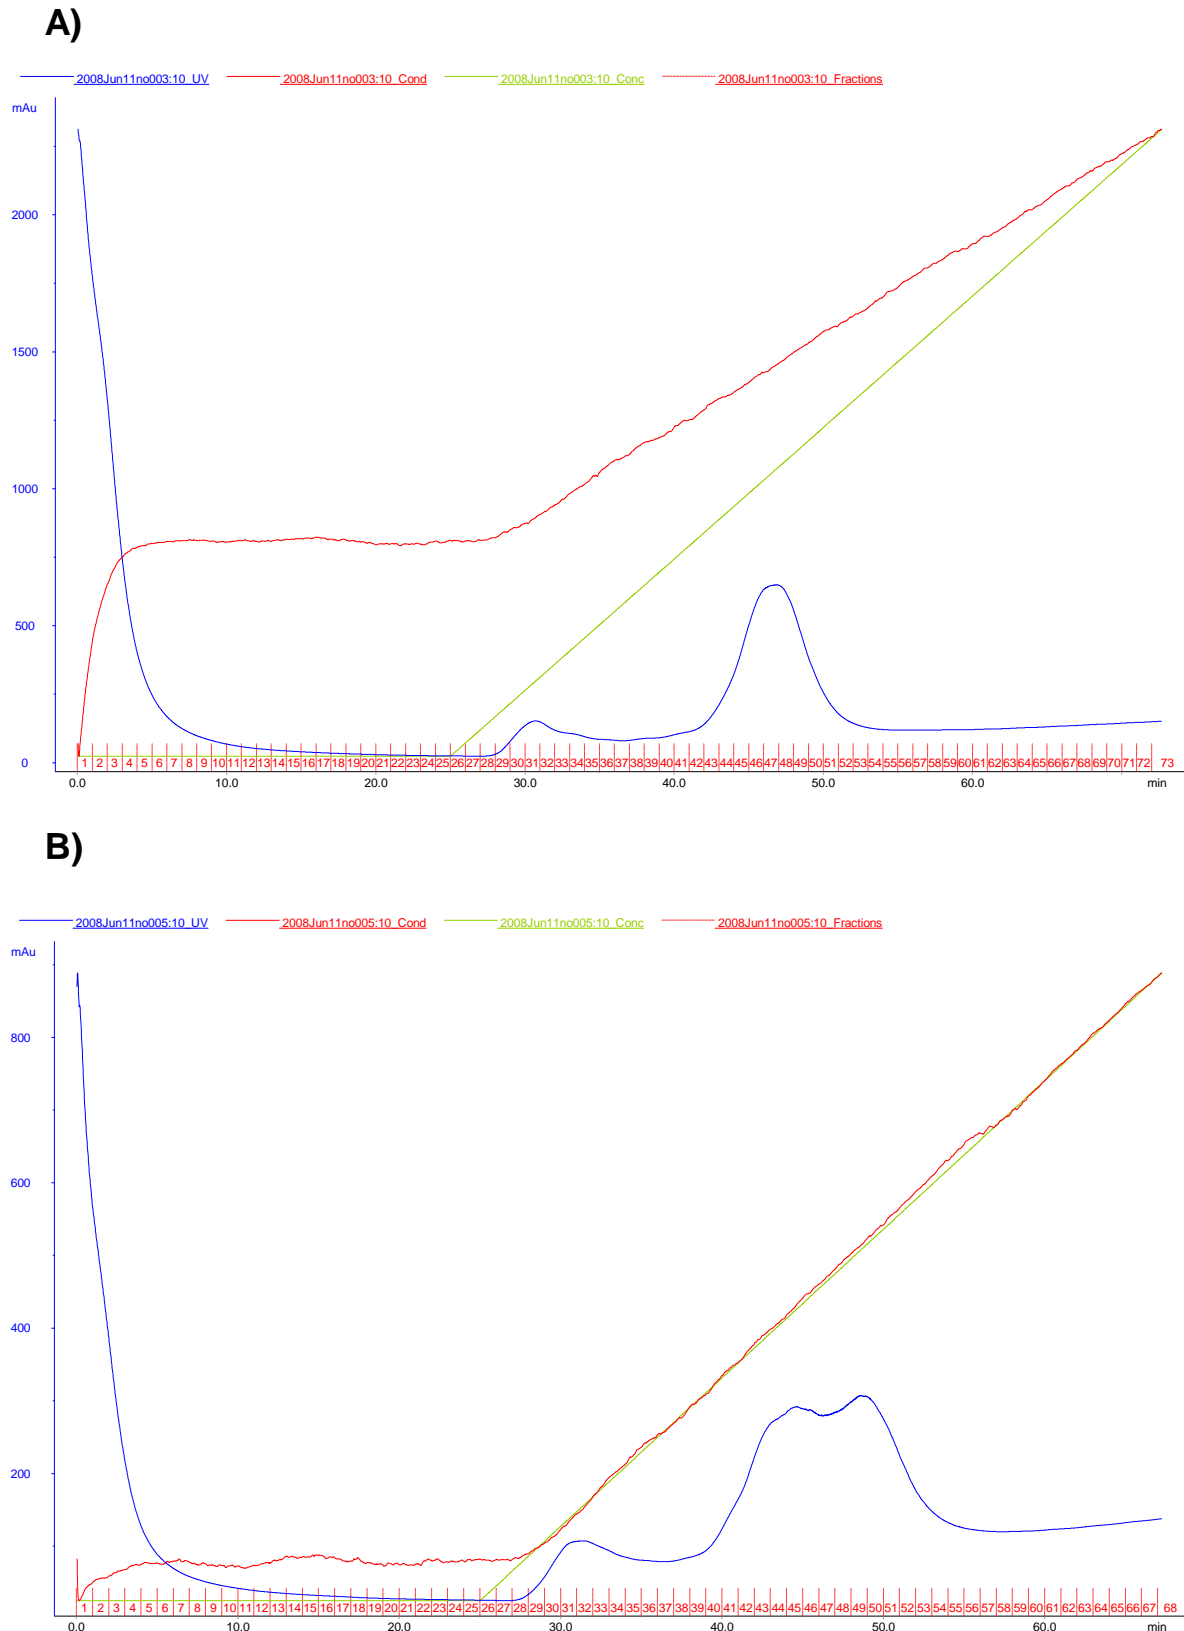 A)
2008Jun11no003:10_UV 2008Jun11no003:10_Cond 2008Jun11no003:10_Conc 2008Jun11no003:10_Fractions
mAu
2000
1500
1000
500
0
1 2 3 4 5 6 7 8 9 10 11 12 13 14 15 16 17 18 19 20 21 22 23 24 25 26 27 28 29 30 31 32 33 34 35 36 37 38 39 40 41 42 43 44 45 46 47 48 49 50 51 52 53 54 55 56 57 58 59 60 61 62 63 64 65 66 67 68 69 70 71 72 73
0.0 10.0 20.0 30.0 40.0 50.0 60.0 min
B)
2008Jun11no005:10_UV 2008Jun11no005:10_Cond 2008Jun11no005:10_Conc 2008Jun11no005:10_Fractions
mAu
800
600
400
200
1 2 3 4 5 6 7 8 9 10 11 12 13 14 15 16 17 18 19 20 21 22 23 24 25 26 27 28 29 30 31 32 33 34 35 36 37 38 39 40 41 42 43 44 45 46 47 48 49 50 51 52 53 54 55 56 57 58 59 60 61 62 63 64 65 66 67 68
0.0 10.0 20.0 30.0 40.0 50.0 60.0 min